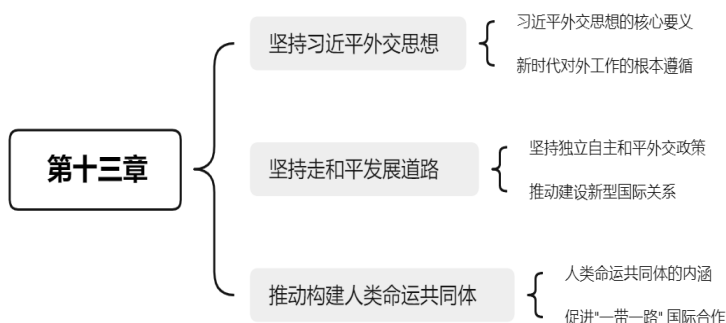 第十三章
坚持习近平外交思想
习近平外交思想的核心要义
新时代对外工作的根本遵循
坚持走和平发展道路
坚持独立自主和平外交政策
推动建设新型国际关系
推动构建人类命运共同体
人类命运共同体的内涵
促进"一带一路" 国际合作